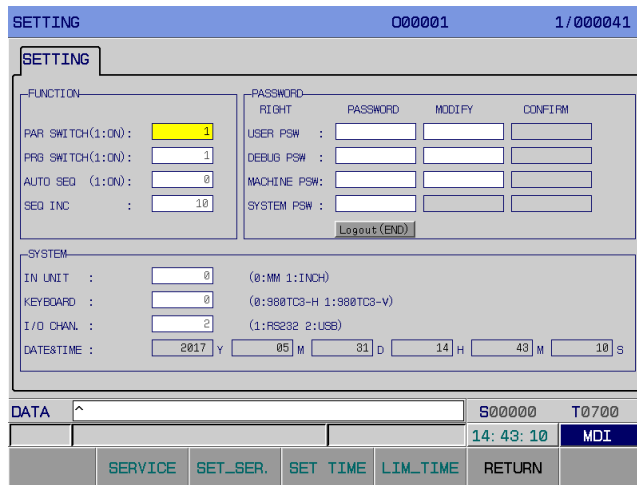 SETTING O00001 1/000041
SETTING
FUNCTION
PAR SWITCH(1:ON): 1
PRG SWITCH(1:ON): 1
AUTO SEQ (1:ON): 0
SEQ INC : 10
PASSWORD
RIGHT PASSWORD MODIFY CONFIRM
USER PSW :
DEBUG PSW :
MACHINE PSW:
SYSTEM PSW :
Logout(END)
SYSTEM
IN UNIT : 0 (0:MM 1:INCH)
KEYBOARD : 0 (0:980TC3-H 1:980TC3-V)
I/O CHAN. : 2 (1:RS232 2:USB)
DATE&TIME : 2017 Y 05 M 31 D 14 H 43 M 10 S
DATA ^ S00000 T0700
14:43:10 MDI
SERVICE SET_SER. SET TIME LIM_TIME RETURN